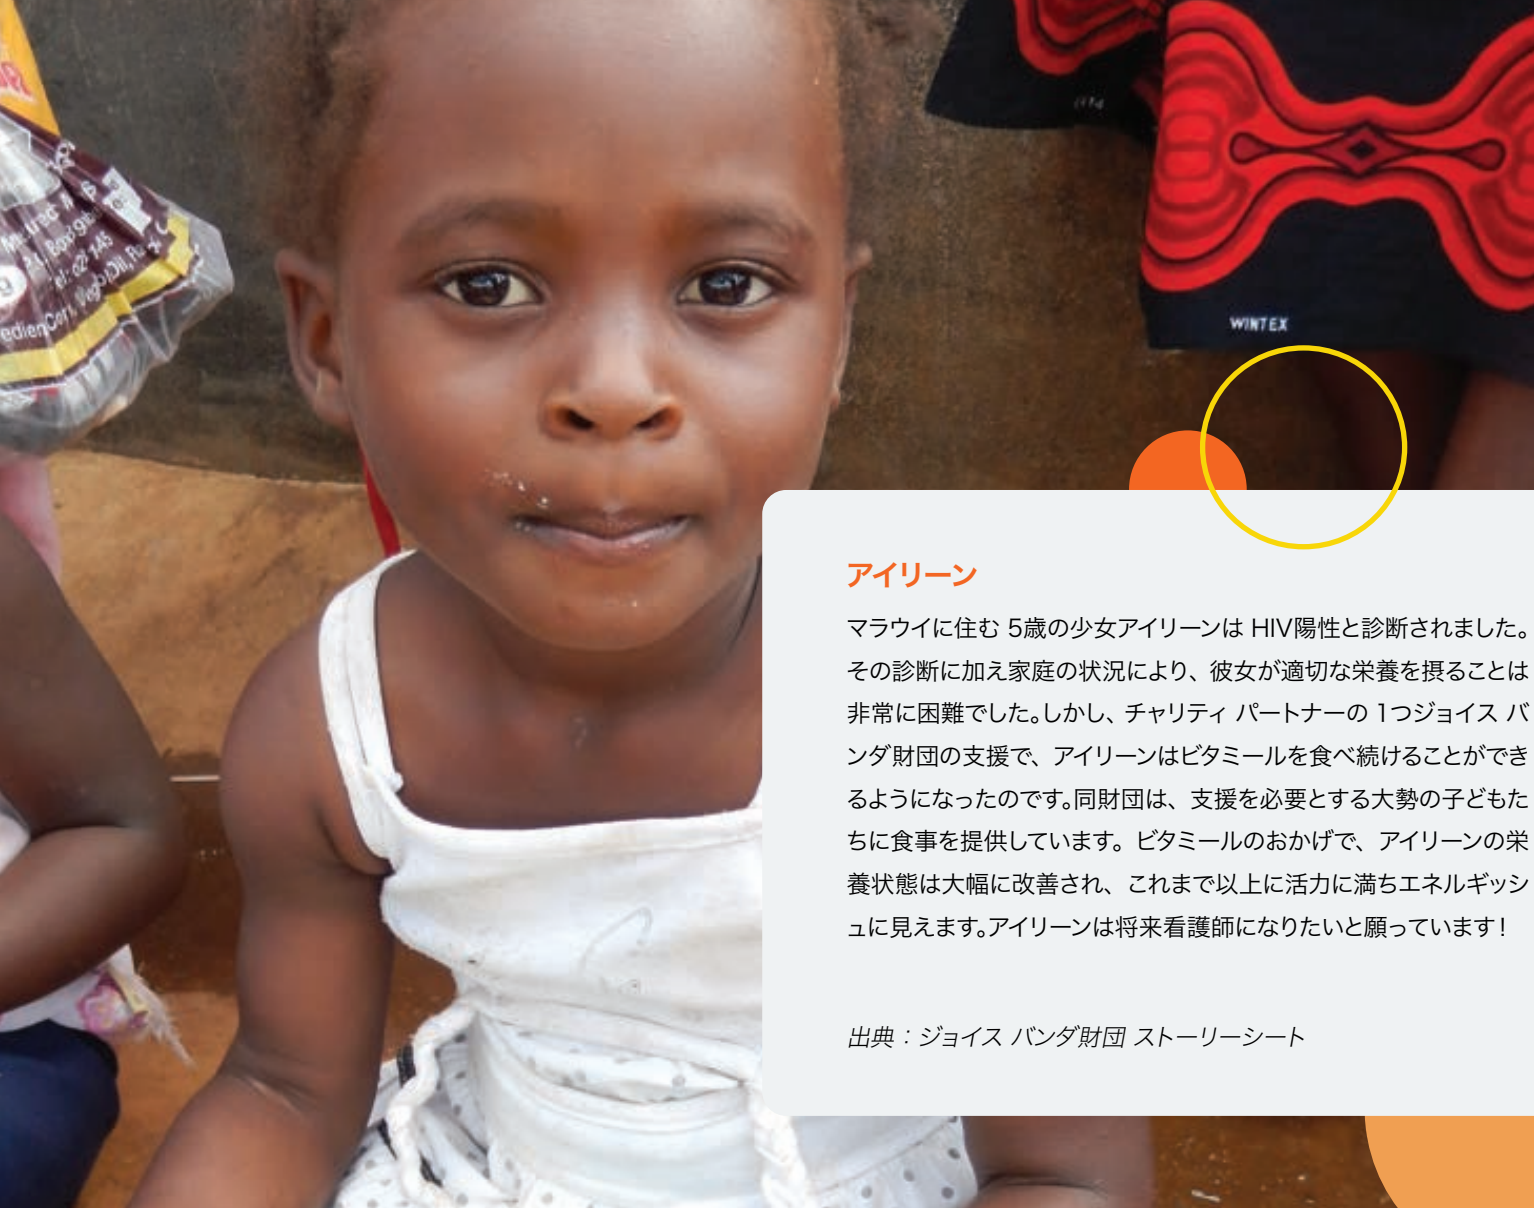 WINTEX
アイリーン
マラウイに住む 5歳の少女アイリーンは HIV陽性と診断されました。
その診断に加え家庭の状況により、彼女が適切な栄養を摂ることは
非常に困難でした。しかし、チャリティ パートナーの 1つジョイス バ
ンダ財団の支援で、アイリーンはビタミールを食べ続けることができ
るようになったのです。同財団は、支援を必要とする大勢の子どもた
ちに食事を提供しています。ビタミールのおかげで、アイリーンの栄
養状態は大幅に改善され、これまで以上に活力に満ちエネルギッシ
ュに見えます。アイリーンは将来看護師になりたいと願っています！
出典：ジョイス バンダ財団 ストーリーシート